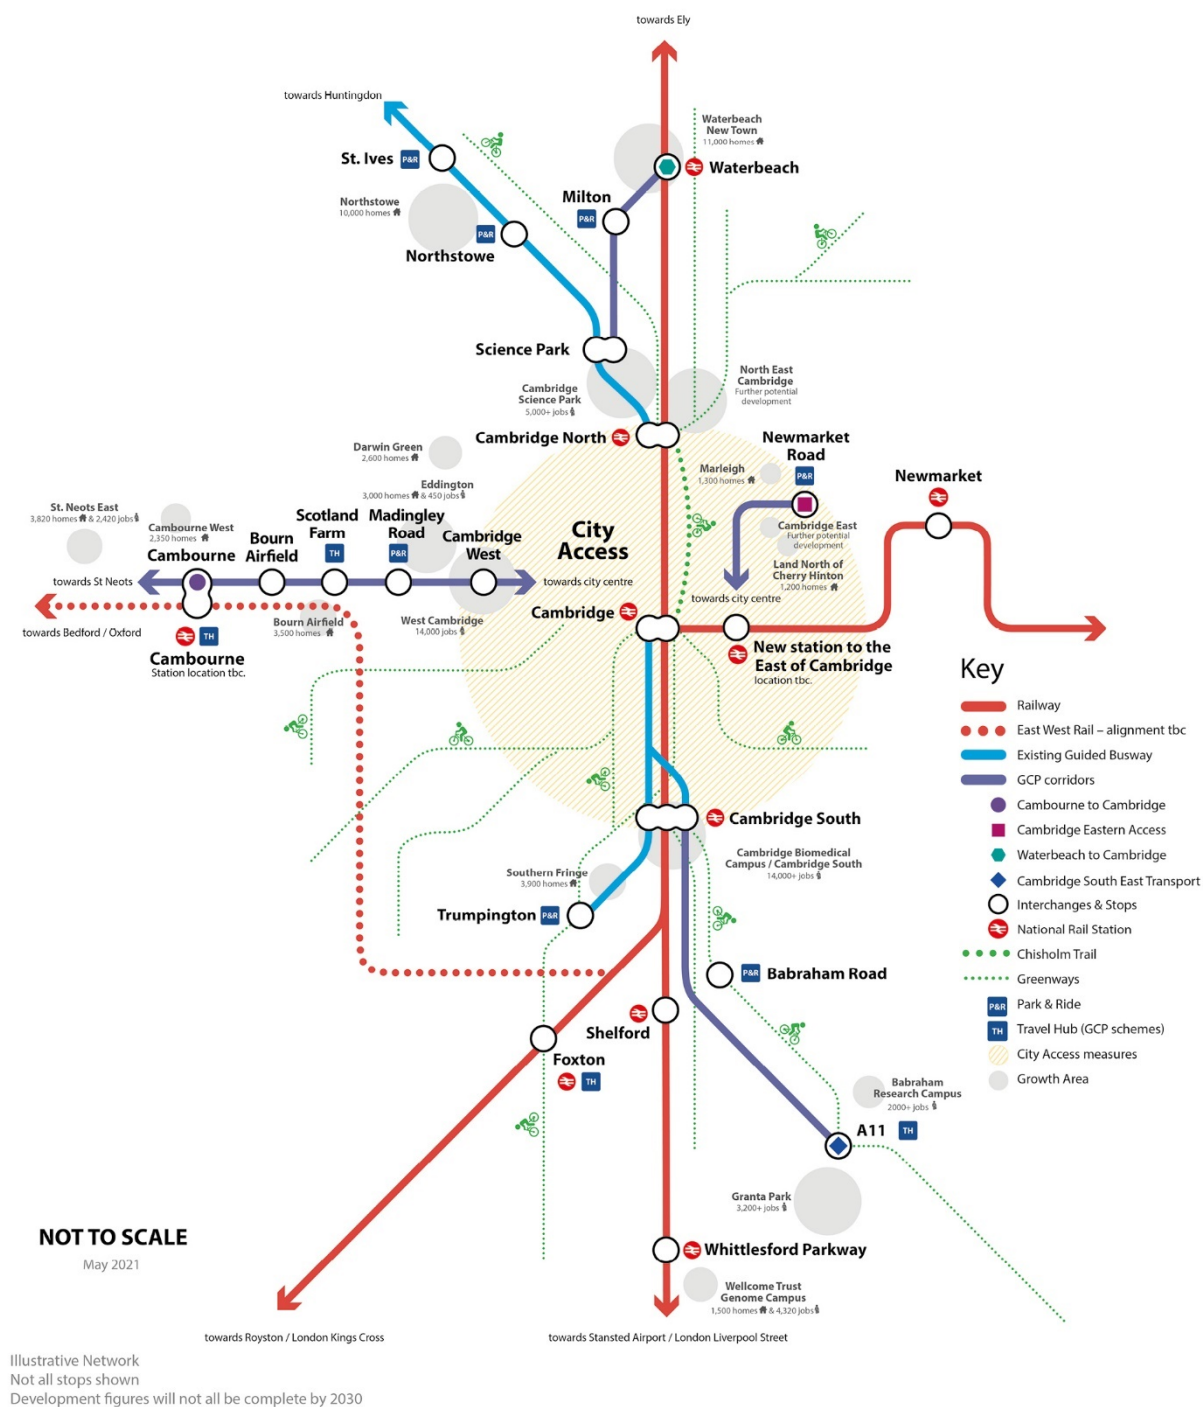 towards Ely
towards Huntingdon
St. Ives
P&R
Waterbeach
New Town
11,000 homes
Waterbeach
Northstowe
10,000 homes
Milton
P&R
P&R
Northstowe
Science Park
Cambridge
Science Park
5,000+ jobs
North East
Cambridge
Further potential
development
Cambridge North
Newmarket
Road
P&R
Marleigh
1,300 homes
Newmarket
Darwin Green
2,600 homes
Eddington
3,000 homes & 450 jobs
St. Neots East
3,820 homes & 2,420 jobs
Cambourne West
2,350 homes
Cambourne
Bourn
Airfield
Scotland
Farm
TH
Madingley
Road
P&R
Cambridge
West
City
Access
Cambridge East
Further potential
development
Land North of
Cherry Hinton
1,200 homes
towards St Neots
towards city centre
towards city centre
towards Bedford / Oxford
TH
Cambourne
Station location tbc.
Bourn Airfield
3,500 homes
West Cambridge
14,000 jobs
Cambridge
New station to the
East of Cambridge
location tbc.
Key
Railway
East West Rail – alignment tbc
Existing Guided Busway
GCP corridors
Cambourne to Cambridge
Cambridge Eastern Access
Waterbeach to Cambridge
Cambridge South East Transport
Interchanges & Stops
National Rail Station
Chisholm Trail
Greenways
P&R Park & Ride
TH Travel Hub (GCP schemes)
City Access measures
Growth Area
Cambridge South
Cambridge Biomedical
Campus / Cambridge South
14,000+ jobs
Southern Fringe
3,900 homes
Trumpington
P&R
P&R
Babraham Road
Shelford
Foxton
TH
Babraham
Research Campus
2000+ jobs
A11
TH
Granta Park
3,200+ jobs
Whittlesford Parkway
Wellcome Trust
Genome Campus
1,500 homes & 4,320 jobs
NOT TO SCALE
May 2021
towards Royston / London Kings Cross
towards Stansted Airport / London Liverpool Street
Illustrative Network
Not all stops shown
Development figures will not all be complete by 2030